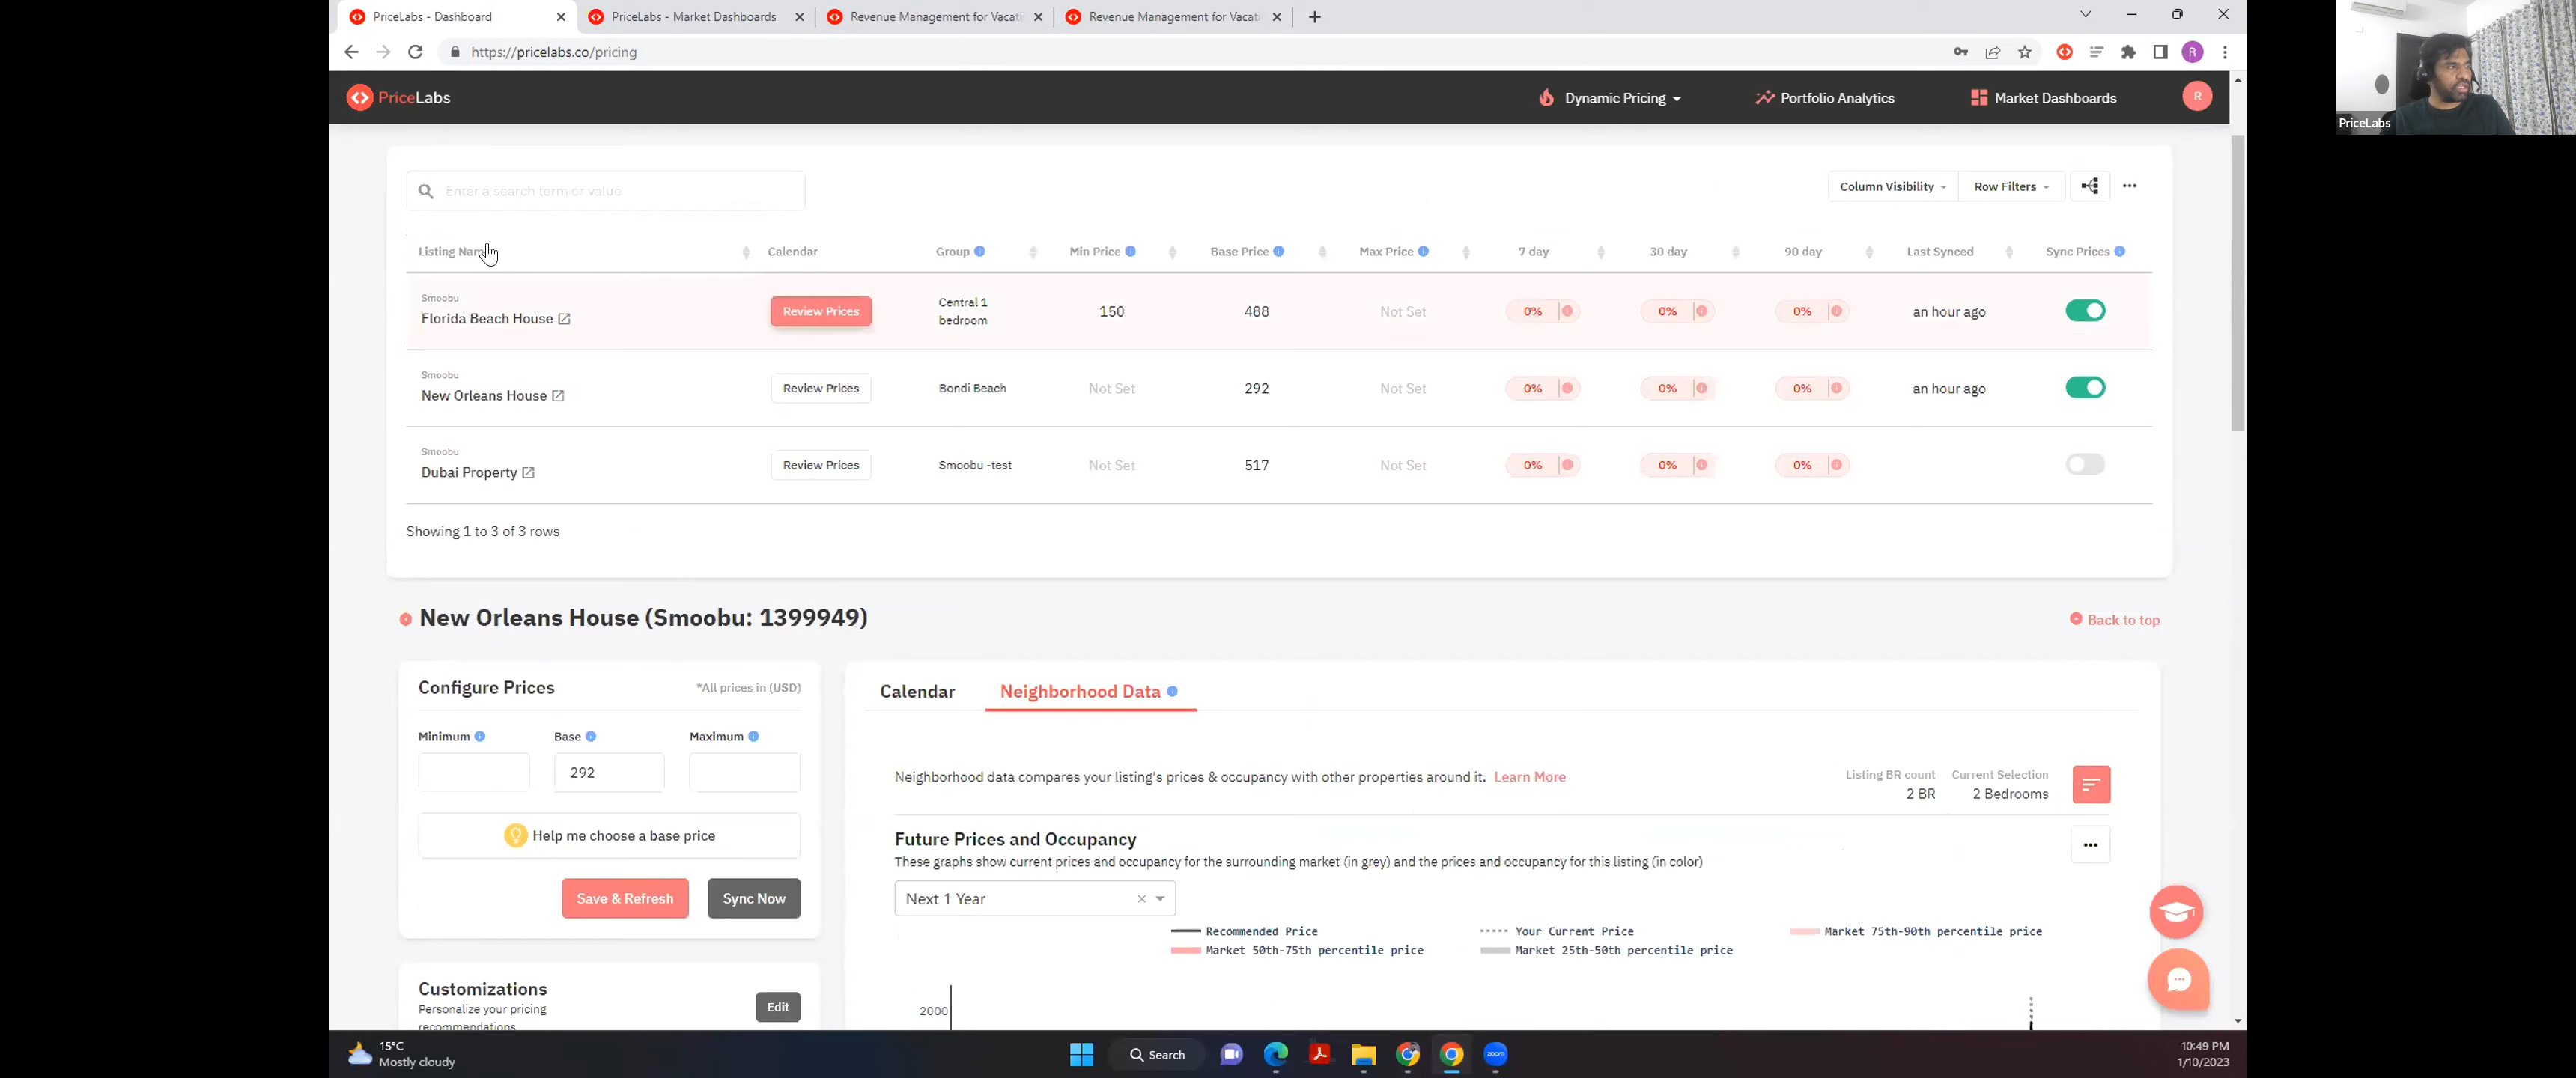 PriceLabs - Dashboard
PriceLabs - Market Dashboards
Revenue Management for Vacati
Revenue Management for Vacati
https://pricelabs.co/pricing
R
PriceLabs
Dynamic Pricing
Portfolio Analytics
Market Dashboards
R
PriceLabs
Enter a search term or value
Column Visibility
Row Filters
Listing Name
Calendar
Group
Min Price
Base Price
Max Price
7 day
30 day
90 day
Last Synced
Sync Prices
Smoobu
Florida Beach House
Review Prices
Central 1
bedroom
150
488
Not Set
0%
0%
0%
an hour ago
Smoobu
New Orleans House
Review Prices
Bondi Beach
Not Set
292
Not Set
0%
0%
0%
an hour ago
Smoobu
Dubai Property
Review Prices
Smoobu -test
Not Set
517
Not Set
0%
0%
0%
Showing 1 to 3 of 3 rows
New Orleans House (Smoobu: 1399949)
Back to top
Configure Prices
*All prices in (USD)
Minimum
Base
Maximum
292
Help me choose a base price
Save & Refresh
Sync Now
Customizations
Personalize your pricing
recommendations
Edit
Calendar
Neighborhood Data
Neighborhood data compares your listing's prices & occupancy with other properties around it. Learn More
Listing BR count
2 BR
Current Selection
2 Bedrooms
Future Prices and Occupancy
These graphs show current prices and occupancy for the surrounding market (in grey) and the prices and occupancy for this listing (in color)
Next 1 Year
Recommended Price
Your Current Price
Market 75th-90th percentile price
Market 50th-75th percentile price
Market 25th-50th percentile price
2000
15°C
Mostly cloudy
Search
zoom
10:49 PM
1/10/2023